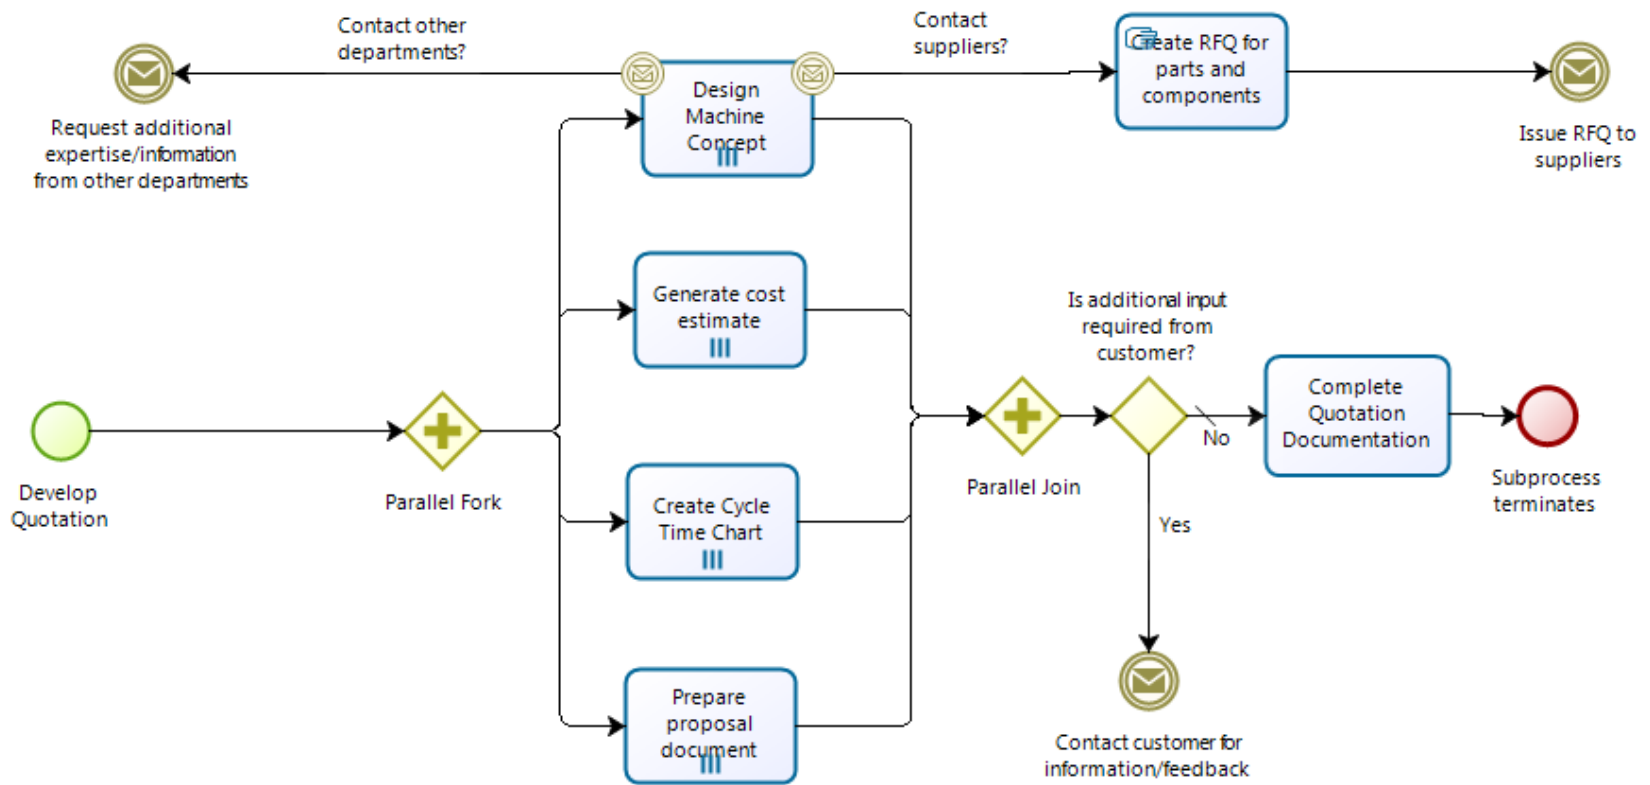 Contact other
departments?
Contact
suppliers?
Create RFQ for
parts and
components
Design
Machine
Concept
Request additional
expertise/information
from other departments
Issue RFQ to
suppliers
Generate cost
estimate
Is additional input
required from
customer?
Complete
Quotation
Documentation
No
Develop
Quotation
Parallel Fork
Parallel Join
Subprocess
terminates
Create Cycle
Time Chart
Yes
Prepare
proposal
document
Contact customer for
information/feedback